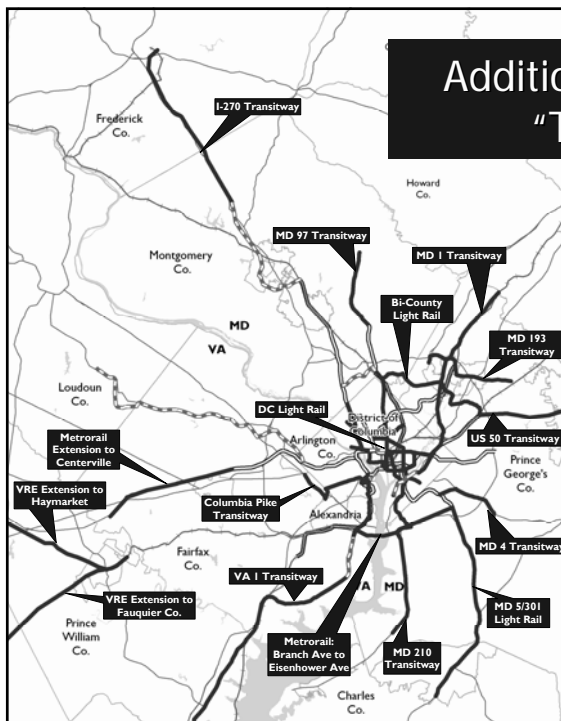 Additio
"T
I-270 Transitway
Frederick
Co.
Howard
Co.
MD 97 Transitway
MD 1 Transitway
Montgomery
Co.
Bi-County
Light Rail
MD
VA
MD 193
Transitway
Loudoun
Co.
DC Light Rail
District of
Columbia
Metrorail
Extension to
Centerville
Arlington
Co.
US 50 Transitway
Prince
George's
Co.
VRE Extension to
Haymarket
Columbia Pike
Transitway
Alexandria
MD 4 Transitway
Fairfax
Co.
VA 1 Transitway
VA
MD
MD 5/301
Light Rail
VRE Extension to
Fauquier Co.
Prince
William
Co.
Metrorail:
Branch Ave to
Eisenhower Ave
MD 210
Transitway
Charles
Co.